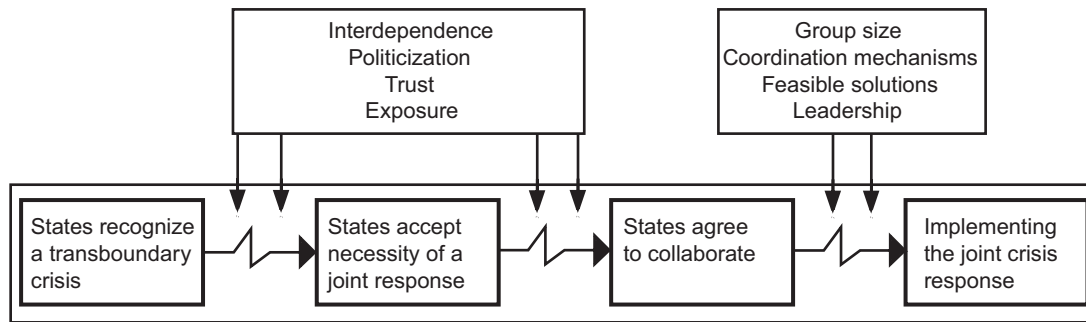 Interdependence
Politicization
Trust
Exposure
Group size
Coordination mechanisms
Feasible solutions
Leadership
States recognize
a transboundary
crisis
States accept
necessity of a
joint response
States agree
to collaborate
Implementing
the joint crisis
response